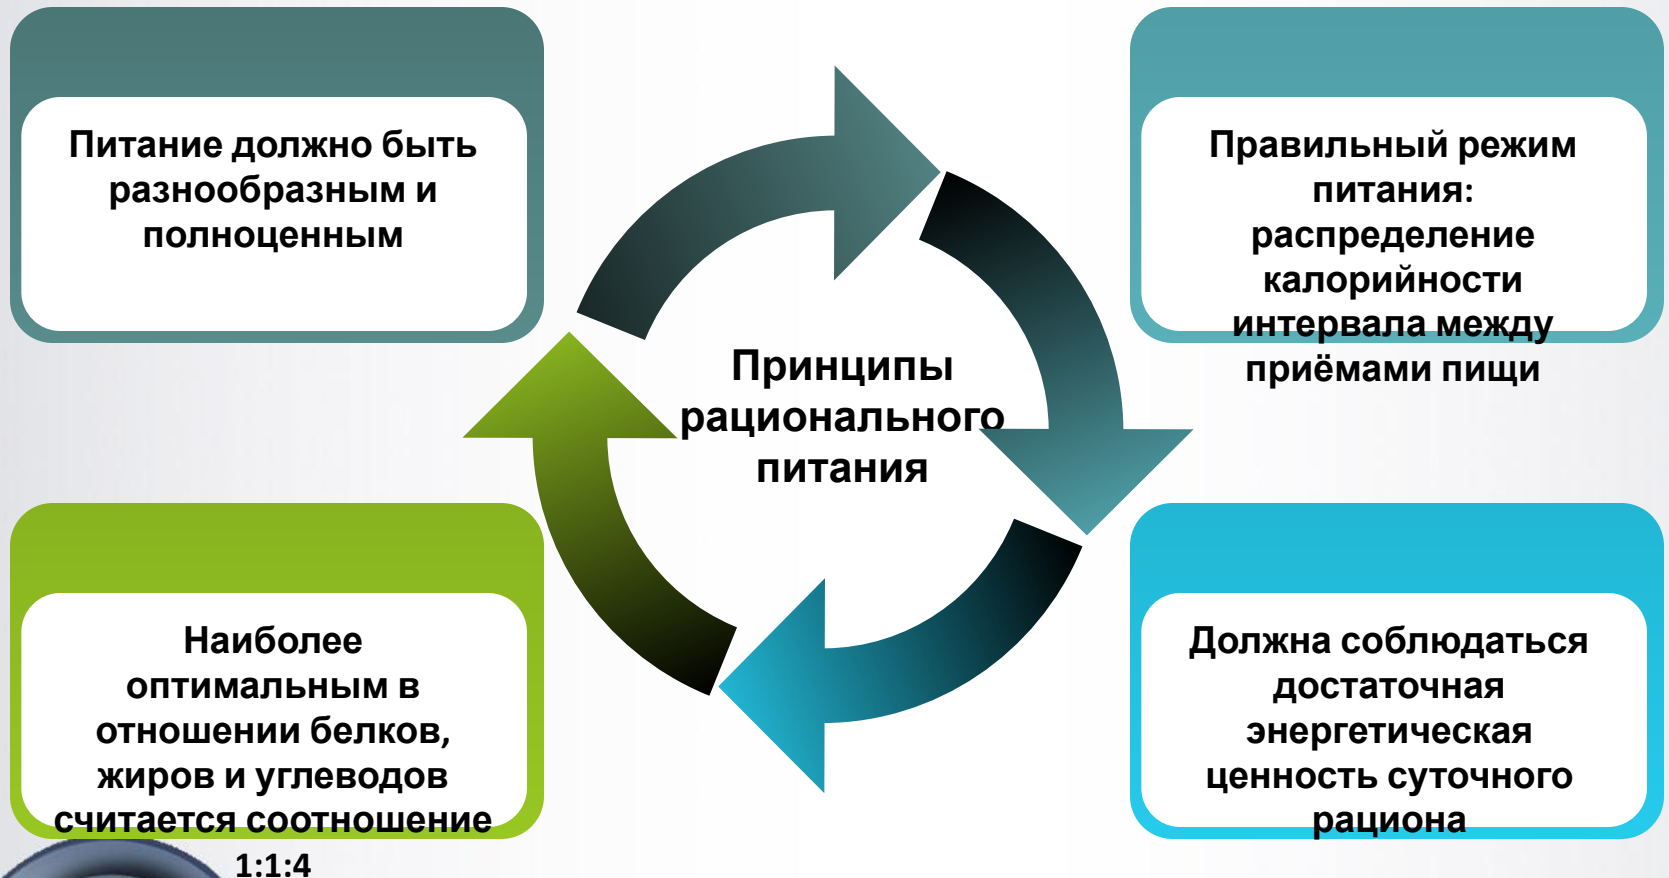 Питание должно быть
разнообразным и
полноценным
Правильный режим
питания:
распределение
калорийности
интервала между
приёмами пищи
Принципы
рационального
питания
Наиболее
оптимальным в
отношении белков,
жиров и углеводов
считается соотношение
1:1:4
Должна соблюдаться
достаточная
энергетическая
ценность суточного
рациона